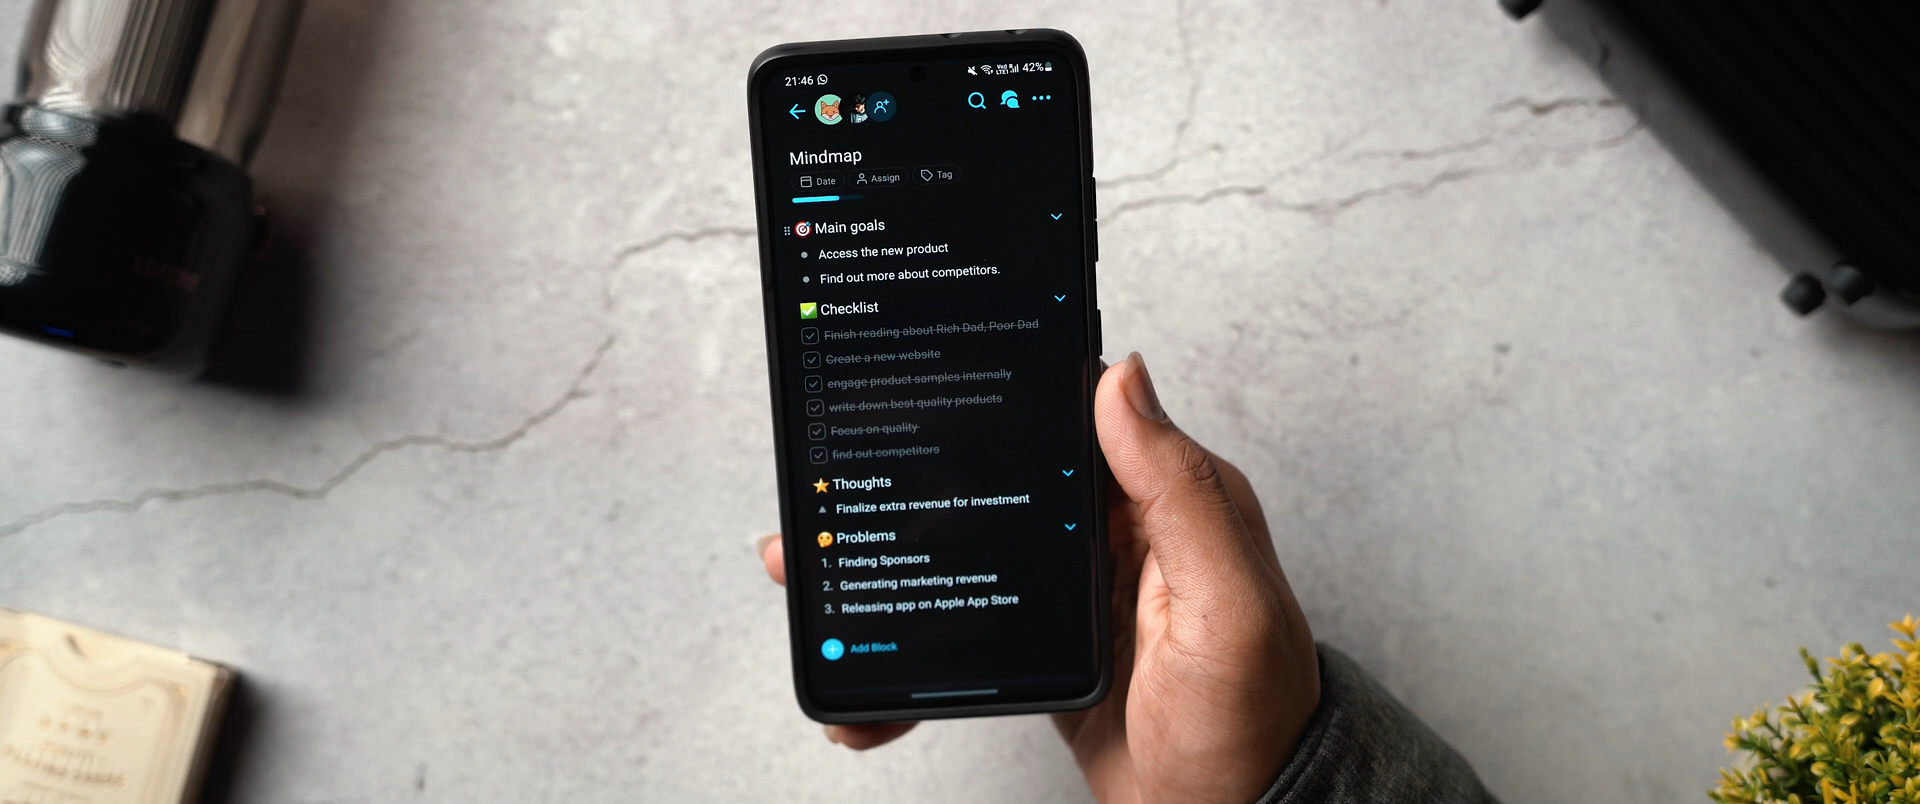 21:46
42%
Mindmap
Date Assign Tag
Main goals
Access the new product
Find out more about competitors.
Checklist
Finish reading about Rich Dad, Poor Dad
Create a new website
engage product samples internally
write down best quality products
Focus on quality
find out competitors
Thoughts
Finalize extra revenue for investment
Problems
1. Finding Sponsors
2. Generating marketing revenue
3. Releasing app on Apple App Store
Add Block